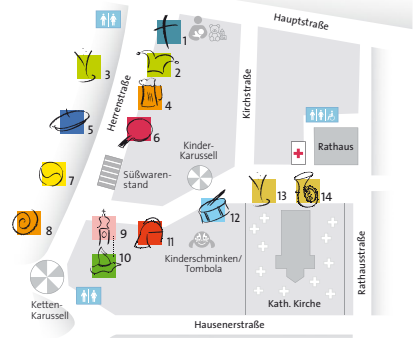 Hauptstraße
1
2
3
4
Herrenstraße
Kirchstraße
5
6
Kinder-
Karussell
Rathaus
7
Süßwaren-
stand
8
9
10
11
12
13
14
Kinderschminken/
Tombola
Rathausstraße
Ketten-
Karussell
Kath. Kirche
Hausenerstraße